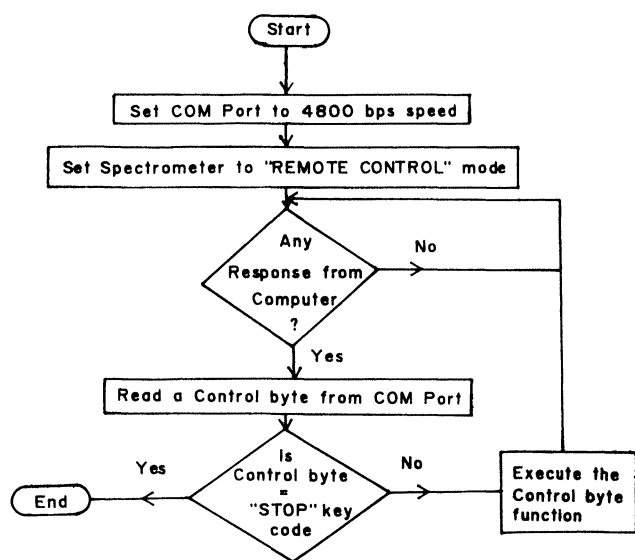 Start
Set COM Port to 4800 bps speed
Set Spectrometer to "REMOTE CONTROL" mode
Any
Response from
Computer
?
No
Yes
Read a Control byte from COM Port
Is
Control byte
=
"STOP" key
code
Yes
No
End
Execute the
Control byte
function